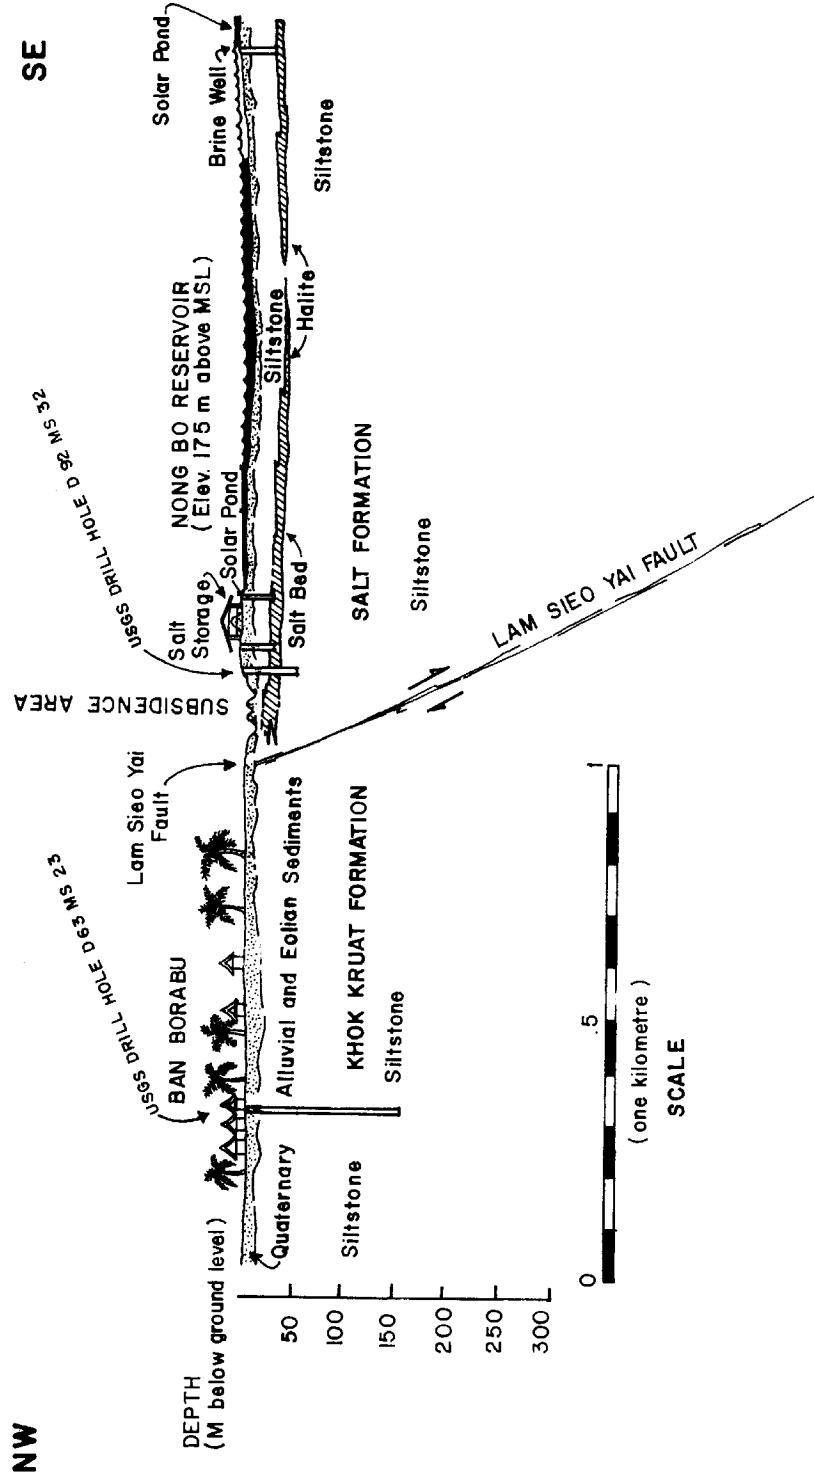 NW
SE
USGS DRILL HOLE D 92 MS 32
USGS DRILL HOLE D63 MS 23
SUBSIDENCE AREA
Lam Sieo Yai
Fault
BAN BORABU
Salt
Storage
Solar Pond
NONG BO RESERVOIR
(Elev. 175 m above MSL)
Brine Well
Solar Pond
DEPTH
(M below ground level)
50
100
150
200
250
300
Quaternary
Alluvial and Eolian Sediments
Siltstone
KHOK KRUAT FORMATION
Siltstone
Salt Bed
Siltstone
Halite
Siltstone
SALT FORMATION
Siltstone
LAM SIEO YAI FAULT
0
.5
1
(one kilometre)
SCALE